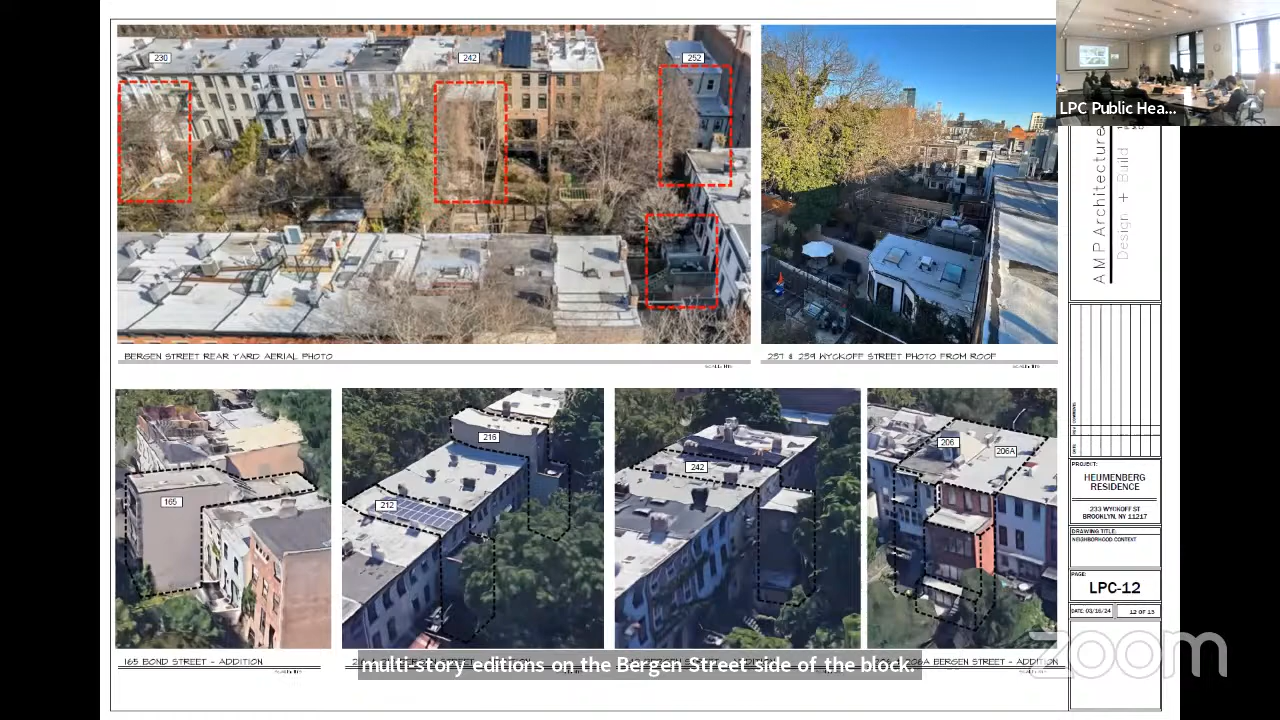 230
242
252
LPC Public Hea...
BERGEN STREET REAR YARD AERIAL PHOTO
257 & 259 WYCKOFF STREET PHOTO FROM ROOF
AMP Architecture
Design + Build
165
212
216
242
206
206A
165 BOND STREET - ADDITION
206A BERGEN STREET - ADDITION
multi-story editions on the Bergen Street side of the block.
PROJECT:
HEIJMENBERG
RESIDENCE
233 WYCKOFF ST
BROOKLYN, NY 11217
DRAWING TITLE:
NEIGHBORHOOD CONTEXT
PAGE:
LPC-12
DATE: 03/16/24
12 OF 13
zoom